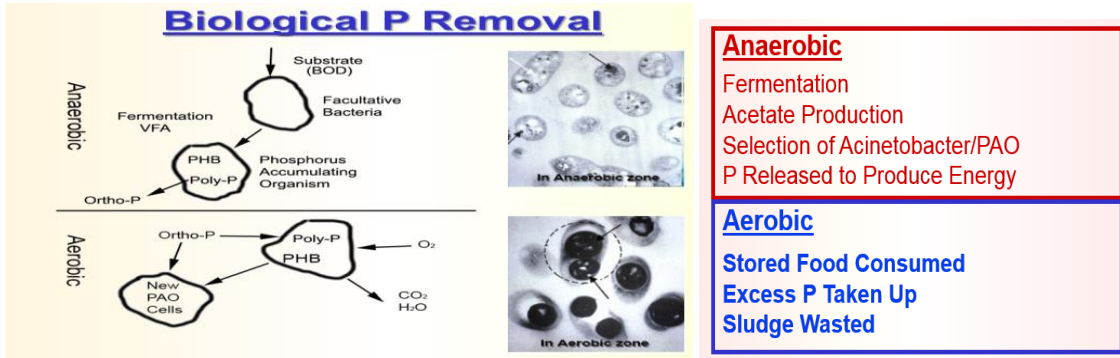 Biological P Removal
Anaerobic
Substrate
(BOD)
Facultative
Bacteria
Fermentation
VFA
PHB
Poly-P
Phosphorus
Accumulating
Organism
Ortho-P
In Anaerobic zone
Aerobic
Ortho-P
Poly-P
PHB
O₂
New
PAO
Cells
CO₂
H₂O
In Aerobic zone
Anaerobic
Fermentation
Acetate Production
Selection of Acinetobacter/PAO
P Released to Produce Energy
Aerobic
Stored Food Consumed
Excess P Taken Up
Sludge Wasted